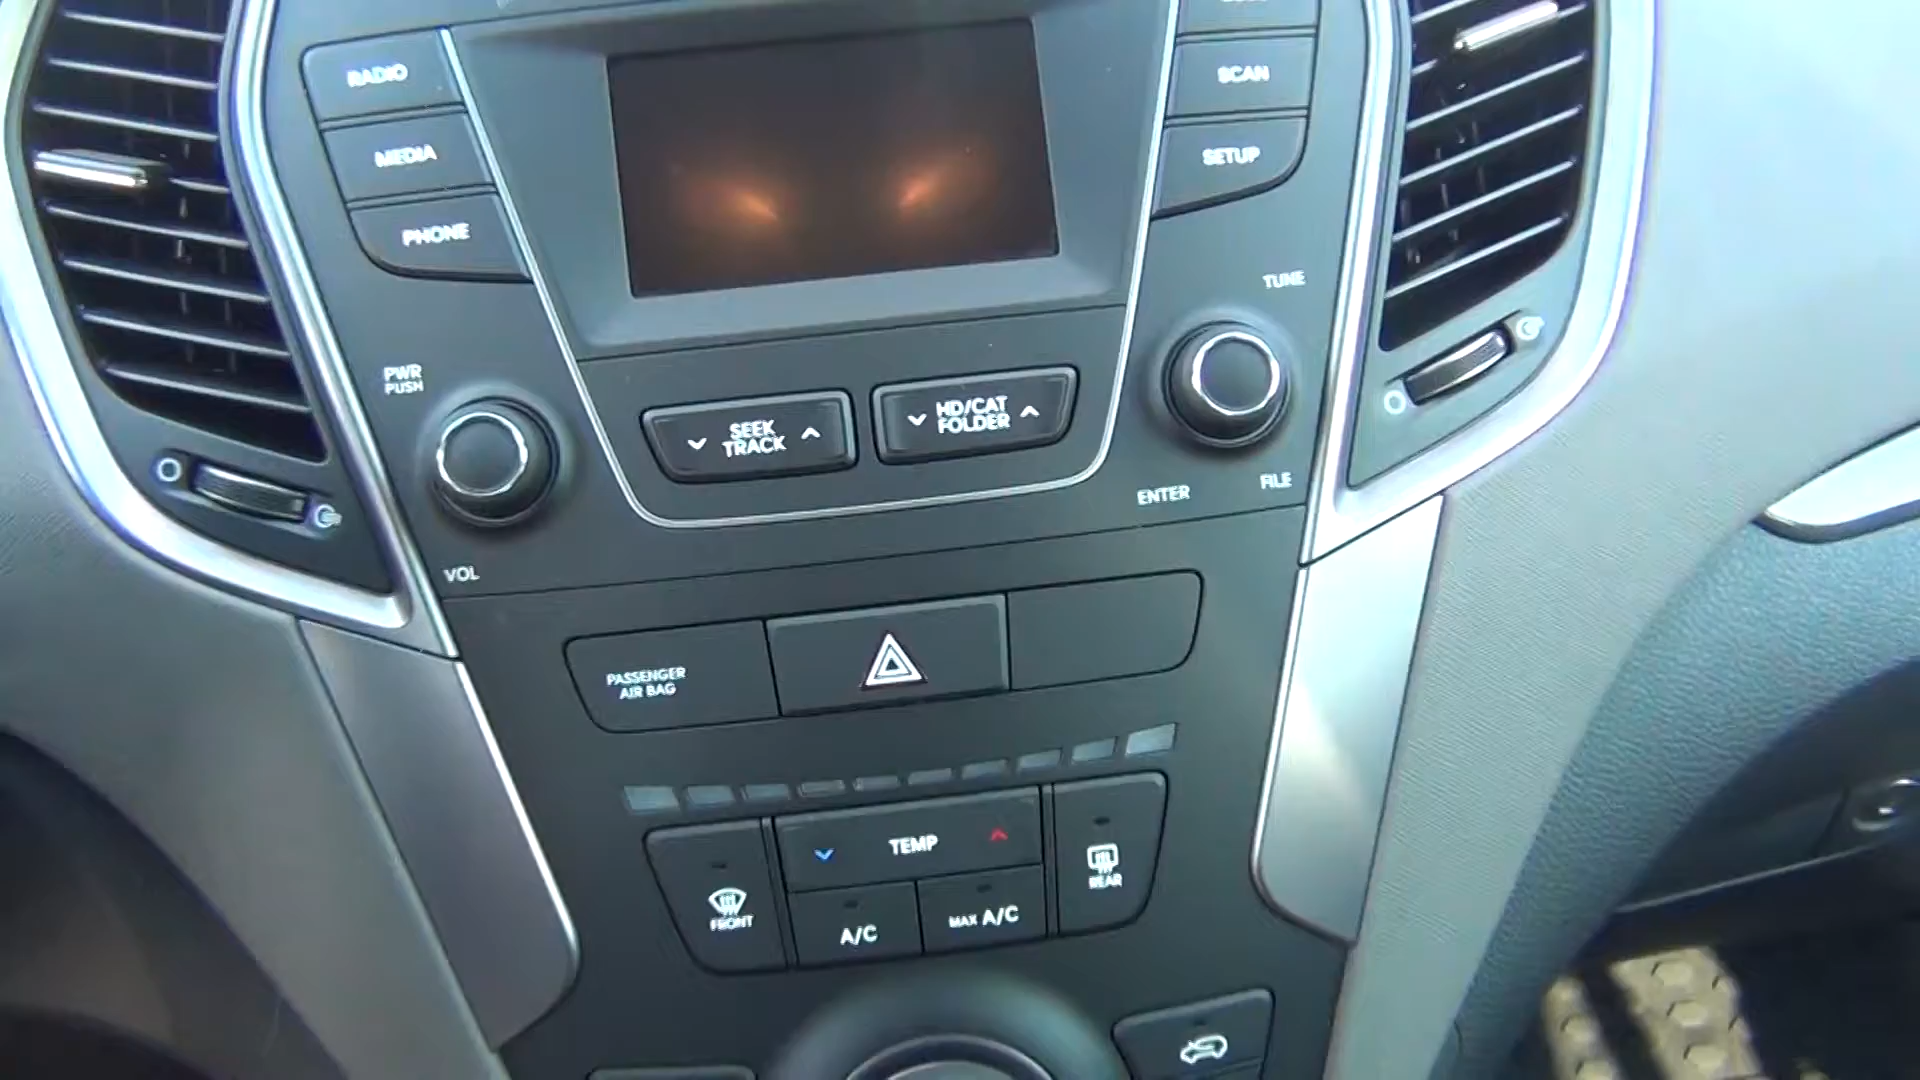 RADIO
SCAN
MEDIA
SETUP
PHONE
TUNE
PWR
PUSH
SEEK
TRACK
HD/CAT
FOLDER
ENTER
FILE
VOL
PASSENGER
AIR BAG
TEMP
FRONT
REAR
A/C
MAX A/C